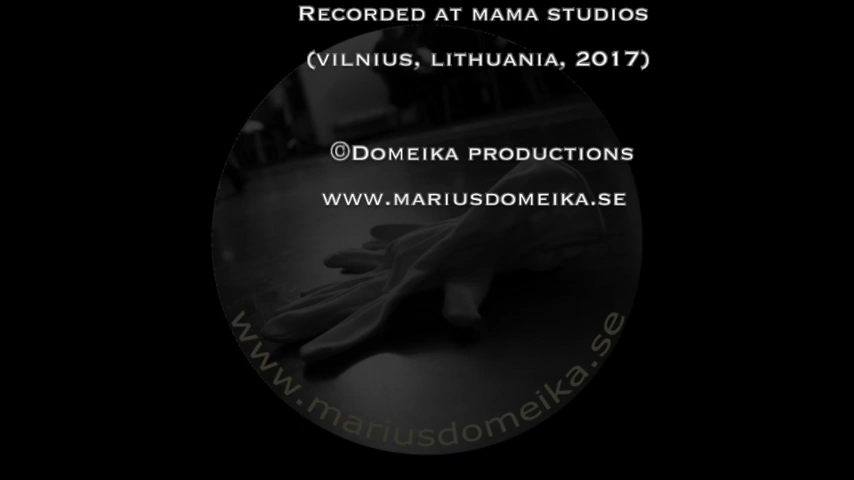 Recorded at mama studios
(vilnius, lithuania, 2017)
©Domeika productions
www.mariusdomeika.se
www.mariusdomeika.se